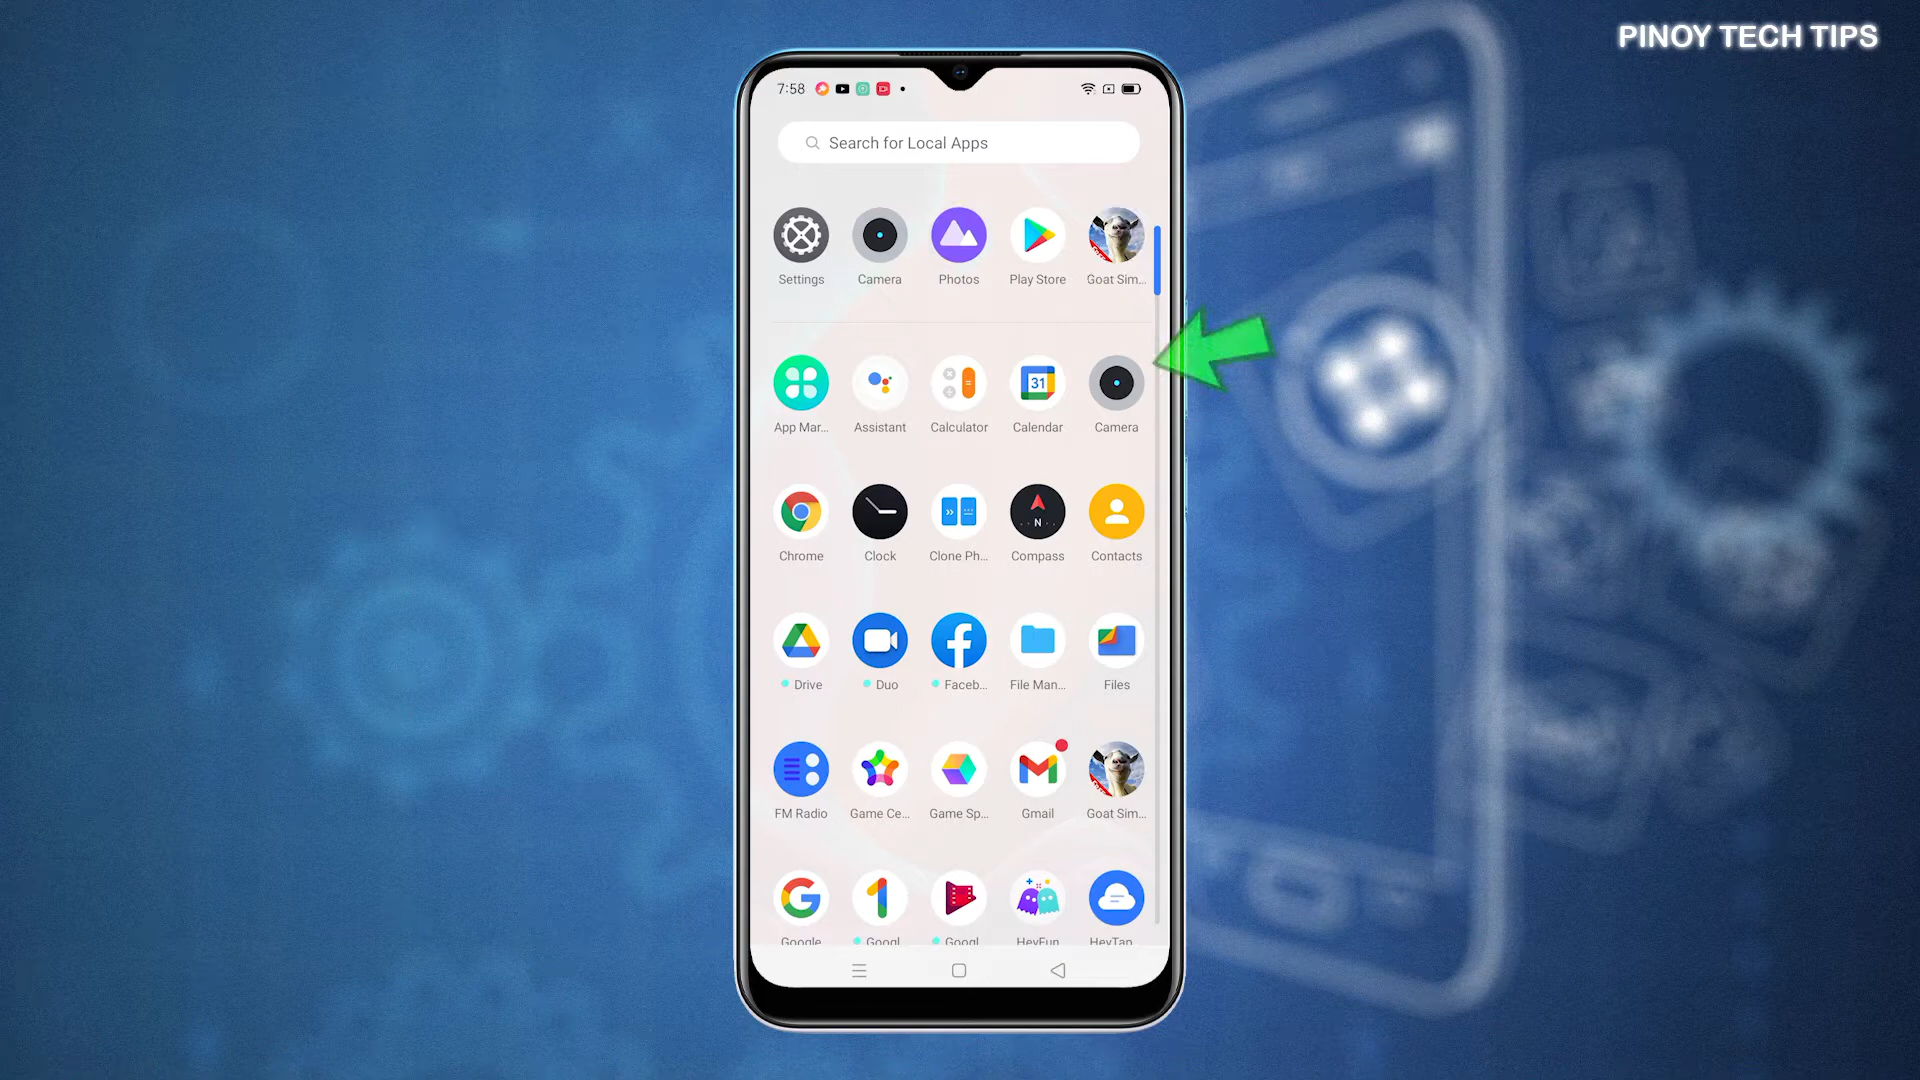 PINOY TECH TIPS
7:58
Search for Local Apps
Settings Camera Photos Play Store Goat Sim...
App Mar... Assistant Calculator Calendar Camera
31
Chrome Clock Clone Ph... Compass Contacts
N
Drive Duo Faceb... File Man... Files
FM Radio Game Ce... Game Sp... Gmail Goat Sim...
Google Googl Googl HeyFun HeyTap